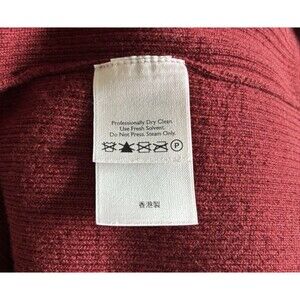 Professionally Dry Clean.
Use Fresh Solvent.
Do Not Press. Steam Only.
P
香港製